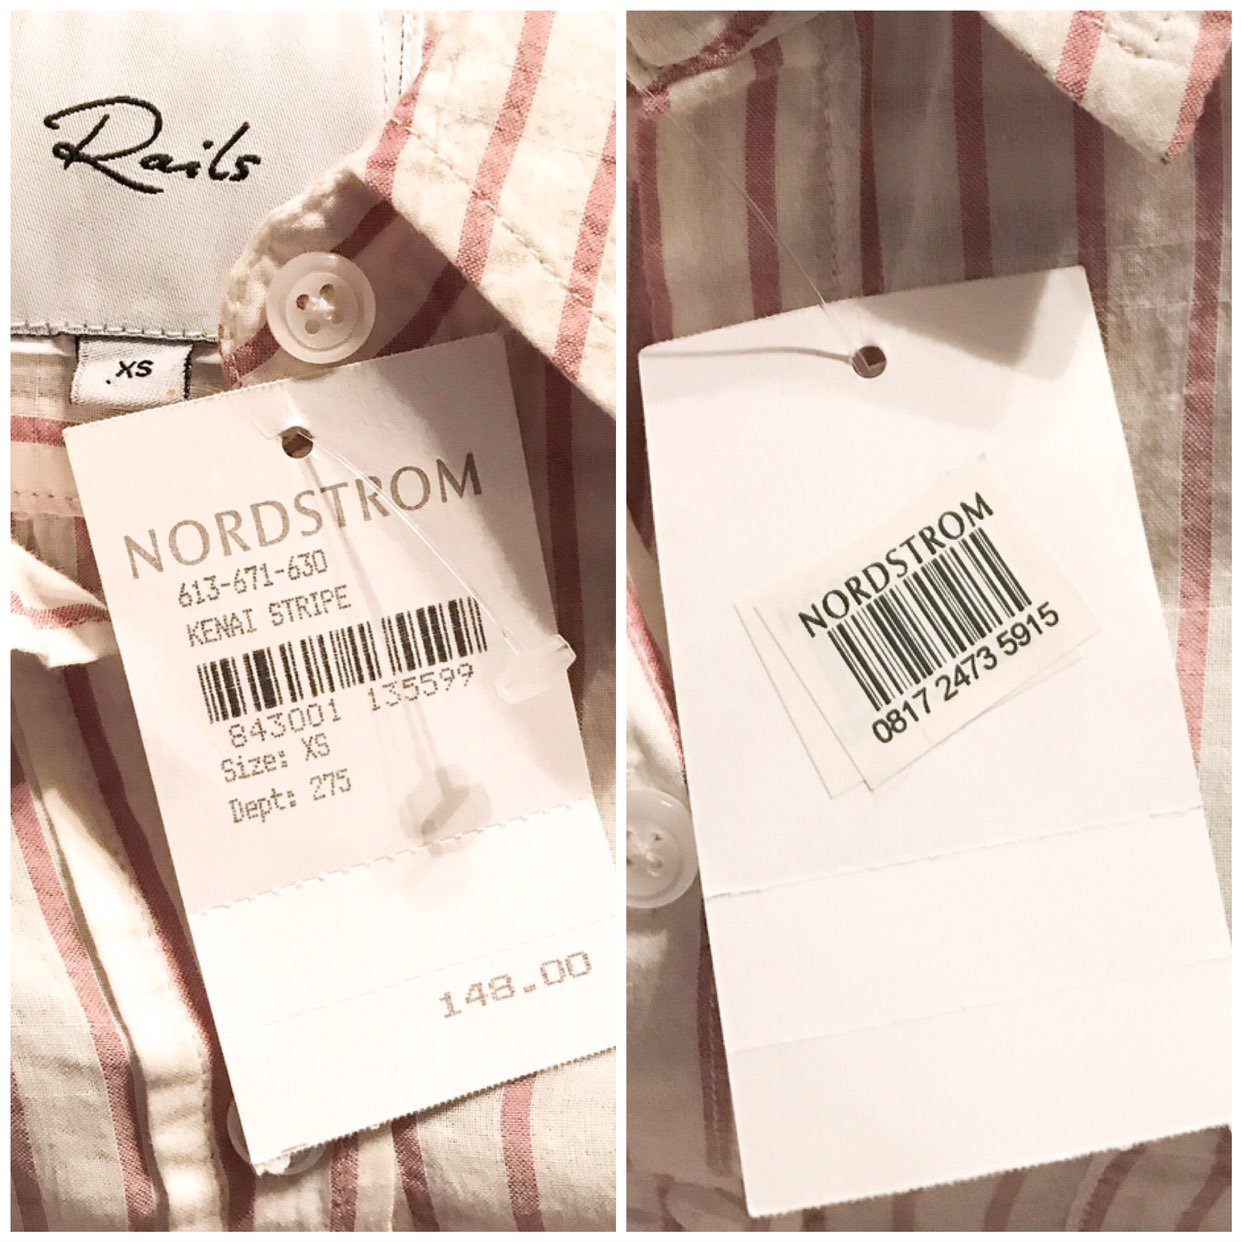 Rails
XS
NORDSTROM
613-671-630
KENAI STRIPE
843001 135599
Size: XS
Dept: 275
148.00
NORDSTROM
0817 2473 5915